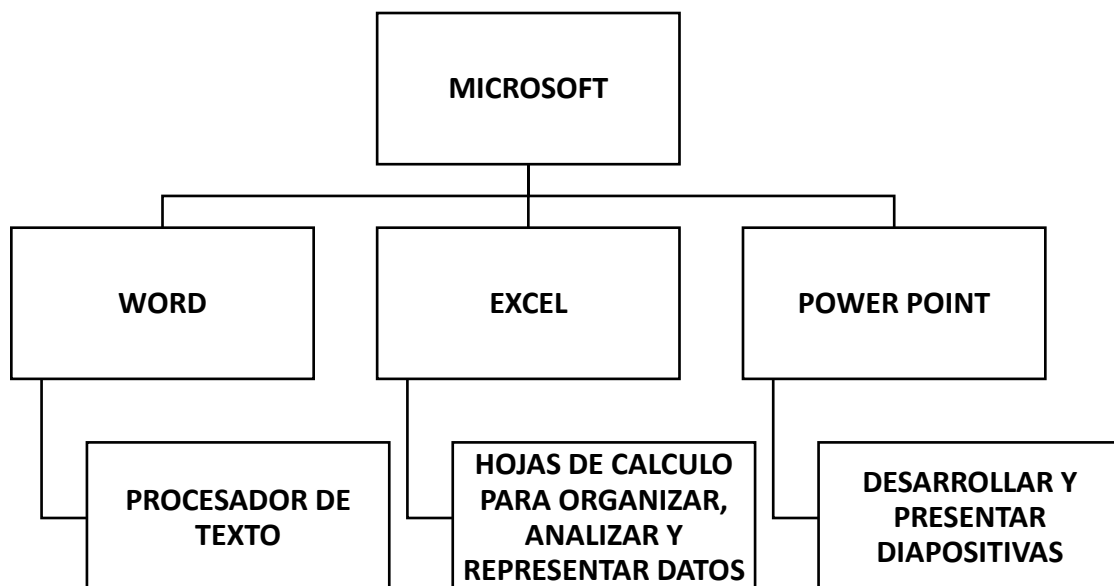 MICROSOFT
WORD
EXCEL
POWER POINT
PROCESADOR DE
TEXTO
HOJAS DE CALCULO
PARA ORGANIZAR,
ANALIZAR Y
REPRESENTAR DATOS
DESARROLLAR Y
PRESENTAR
DIAPOSITIVAS